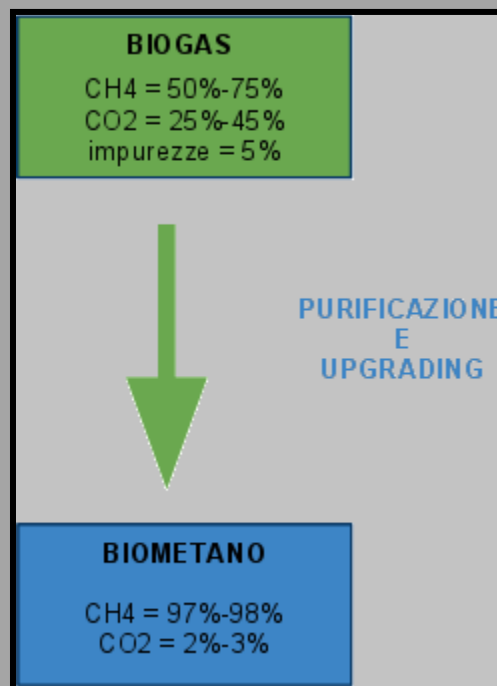 BIOGAS
CH4 = 50%-75%
CO2 = 25%-45%
impurezze = 5%
PURIFICAZIONE
E
UPGRADING
BIOMETANO
CH4 = 97%-98%
CO2 = 2%-3%